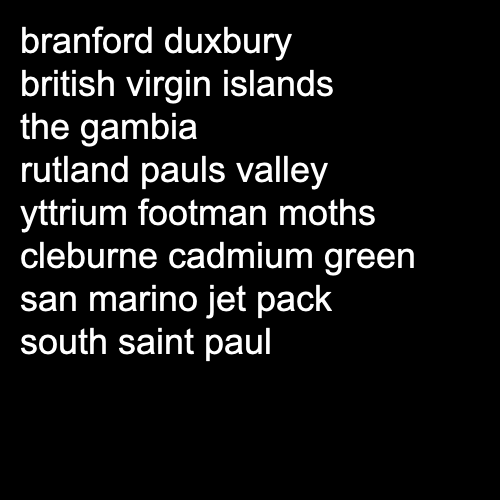 branford duxbury
british virgin islands
the gambia
rutland pauls valley
yttrium footman moths
cleburne cadmium green
san marino jet pack
south saint paul